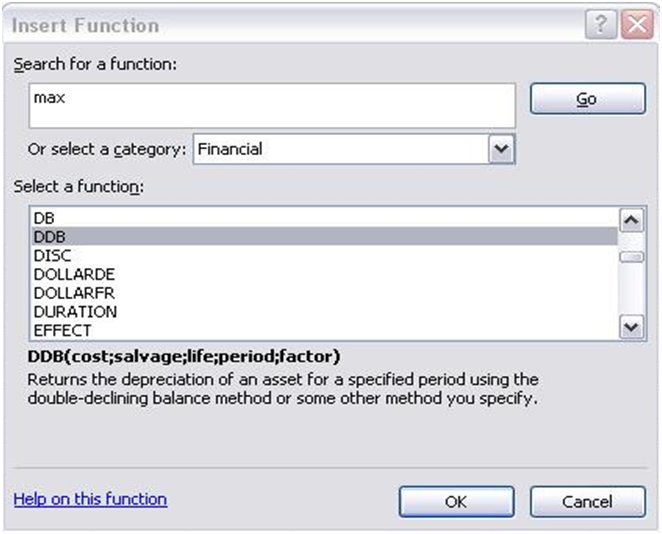 Insert Function
Search for a function:
max
Go
Or select a category: Financial
Select a function:
DB
DDB
DISC
DOLLARDE
DOLLARFR
DURATION
EFFECT
DDB(cost;salvage;life;period;factor)
Returns the depreciation of an asset for a specified period using the
double-declining balance method or some other method you specify.
Help on this function
OK
Cancel